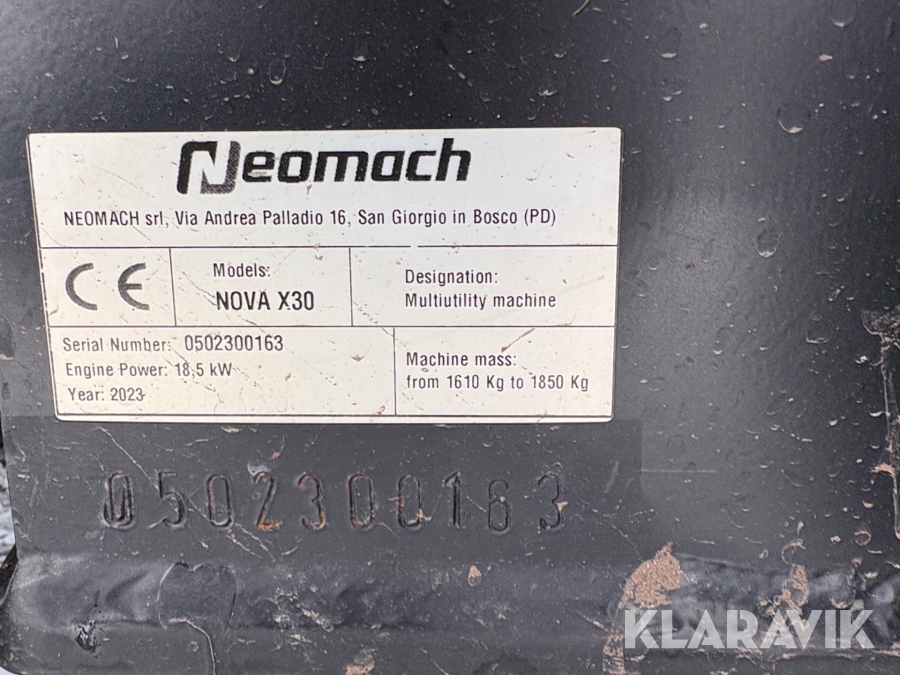 Neomach
NEOMACH srl, Via Andrea Palladio 16, San Giorgio in Bosco (PD)
CE
Models:
NOVA X30
Designation:
Multiutility machine
Serial Number: 0502300163
Engine Power: 18,5 kW
Year: 2023
Machine mass:
from 1610 Kg to 1850 Kg
0502300163
KLARAVIK